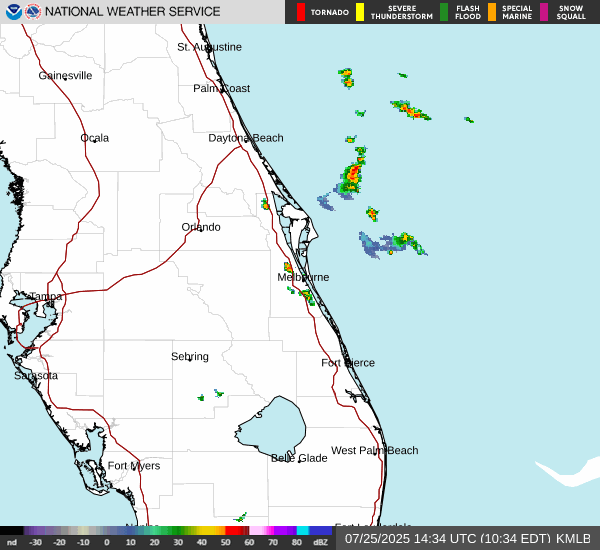 NATIONAL WEATHER SERVICE
TORNADO
SEVERE THUNDERSTORM
FLASH FLOOD
SPECIAL MARINE
SNOW SQUALL
St. Augustine
Gainesville
Palm Coast
Ocala
Daytona Beach
Orlando
Melbourne
Tampa
Sebring
Fort Pierce
Sarasota
West Palm Beach
Belle Glade
Fort Myers
nd -30 -20 -10 0 10 20 30 40 50 60 70 80 dBZ
07/25/2025 14:34 UTC (10:34 EDT) KMLB